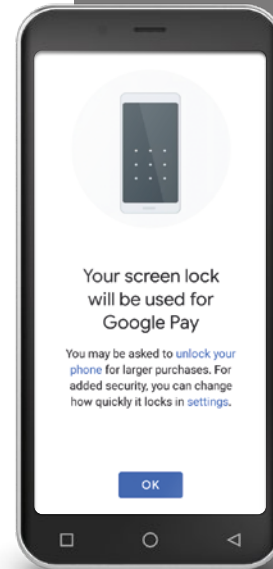 Your screen lock
will be used for
Google Pay
You may be asked to unlock your
phone for larger purchases. For
added security, you can change
how quickly it locks in settings.
OK